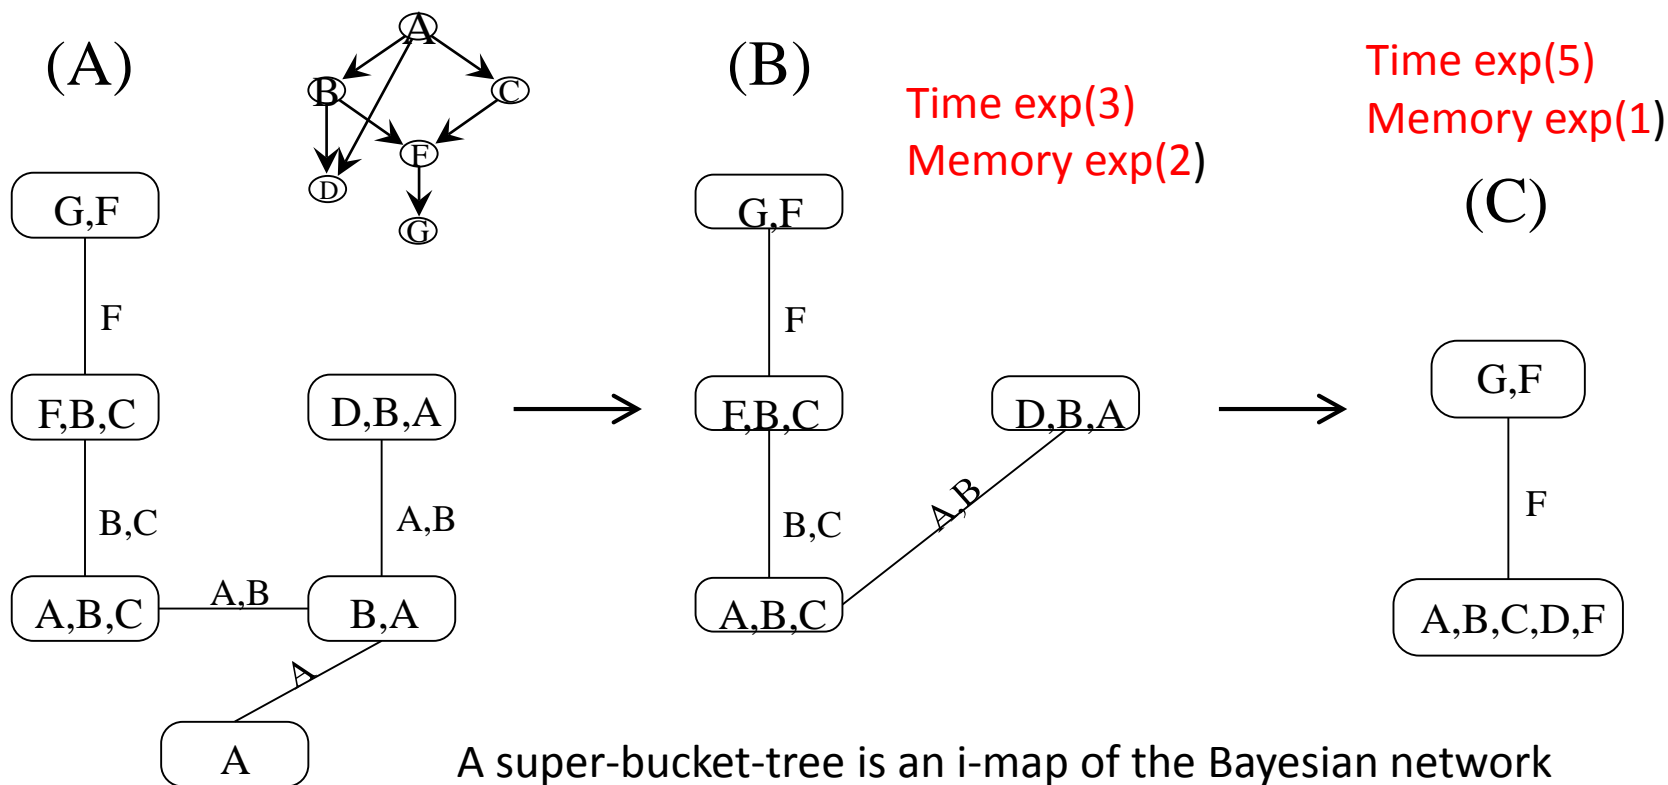 (A)
A
B
C
F
D
G
(B)
Time exp(3)
Memory exp(2)
Time exp(5)
Memory exp(1)
(C)
G,F
F
F,B,C
D,B,A
B,C
A,B
A,B,C
A,B
B,A
A
A
G,F
F
F,B,C
D,B,A
B,C
A,B
A,B,C
G,F
F
A,B,C,D,F
A super-bucket-tree is an i-map of the Bayesian network